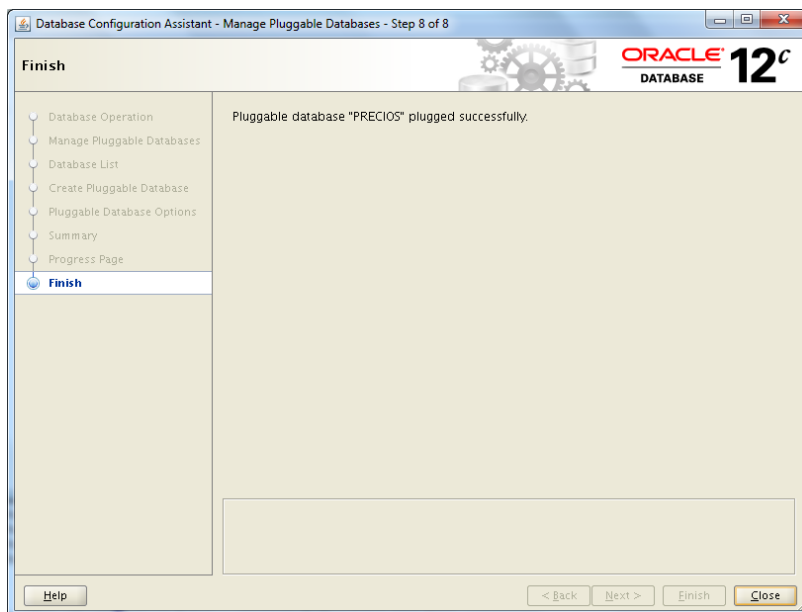 Database Configuration Assistant - Manage Pluggable Databases - Step 8 of 8
Finish
ORACLE
DATABASE
12c
Database Operation
Manage Pluggable Databases
Database List
Create Pluggable Database
Pluggable Database Options
Summary
Progress Page
Finish
Pluggable database "PRECIOS" plugged successfully.
Help
< Back
Next >
Finish
Close